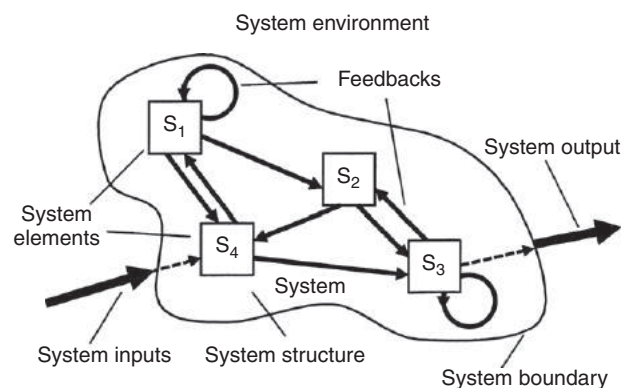 System environment
Feedbacks
S1
System output
S2
System
elements
S4
S3
System
System inputs
System structure
System boundary